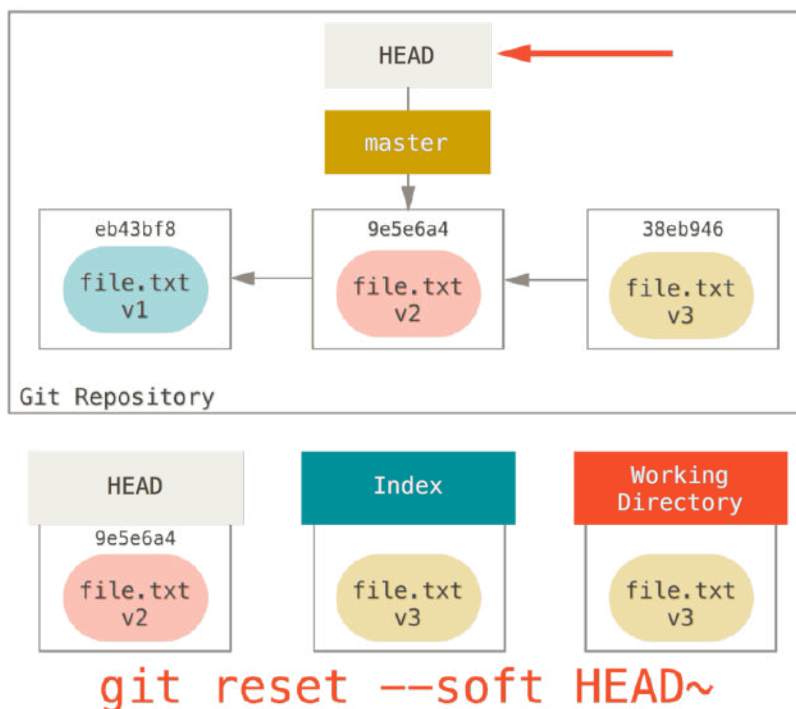 HEAD
master
eb43bf8
file.txt
v1
9e5e6a4
file.txt
v2
38eb946
file.txt
v3
Git Repository
HEAD
9e5e6a4
file.txt
v2
Index
file.txt
v3
Working
Directory
file.txt
v3
git reset --soft HEAD~